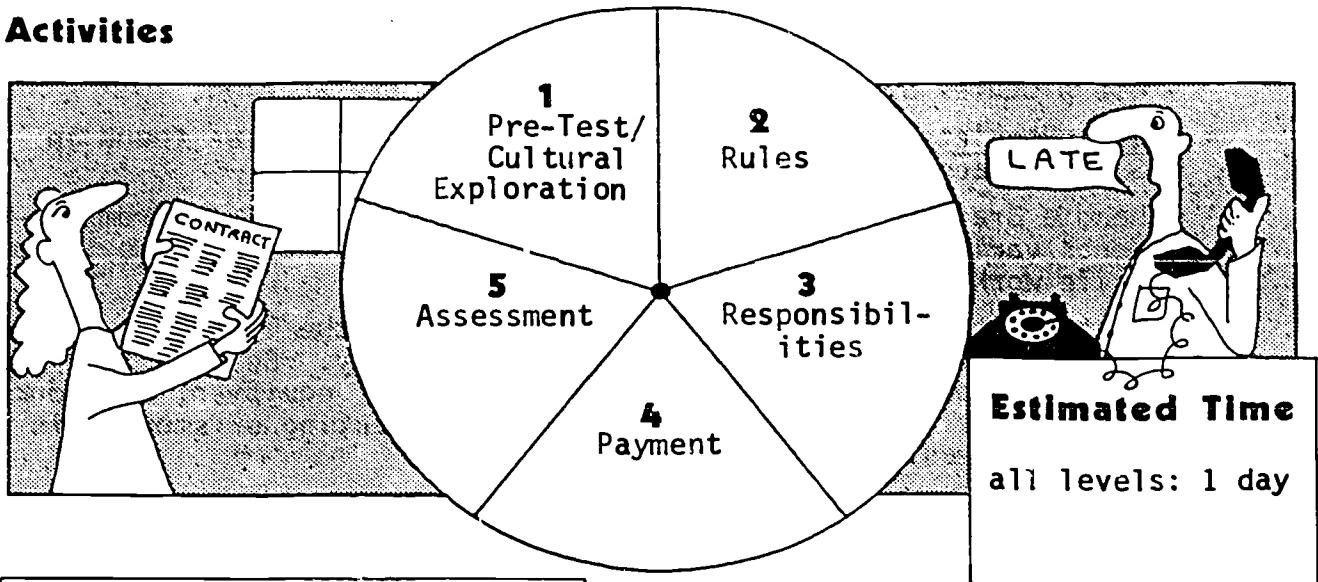 Activities
1
Pre-Test/
Cultural
Exploration
2
Rules
3
Responsibil-
ities
4
Payment
5
Assessment
CONTRACT
LATE
Estimated Time
all levels: 1 day